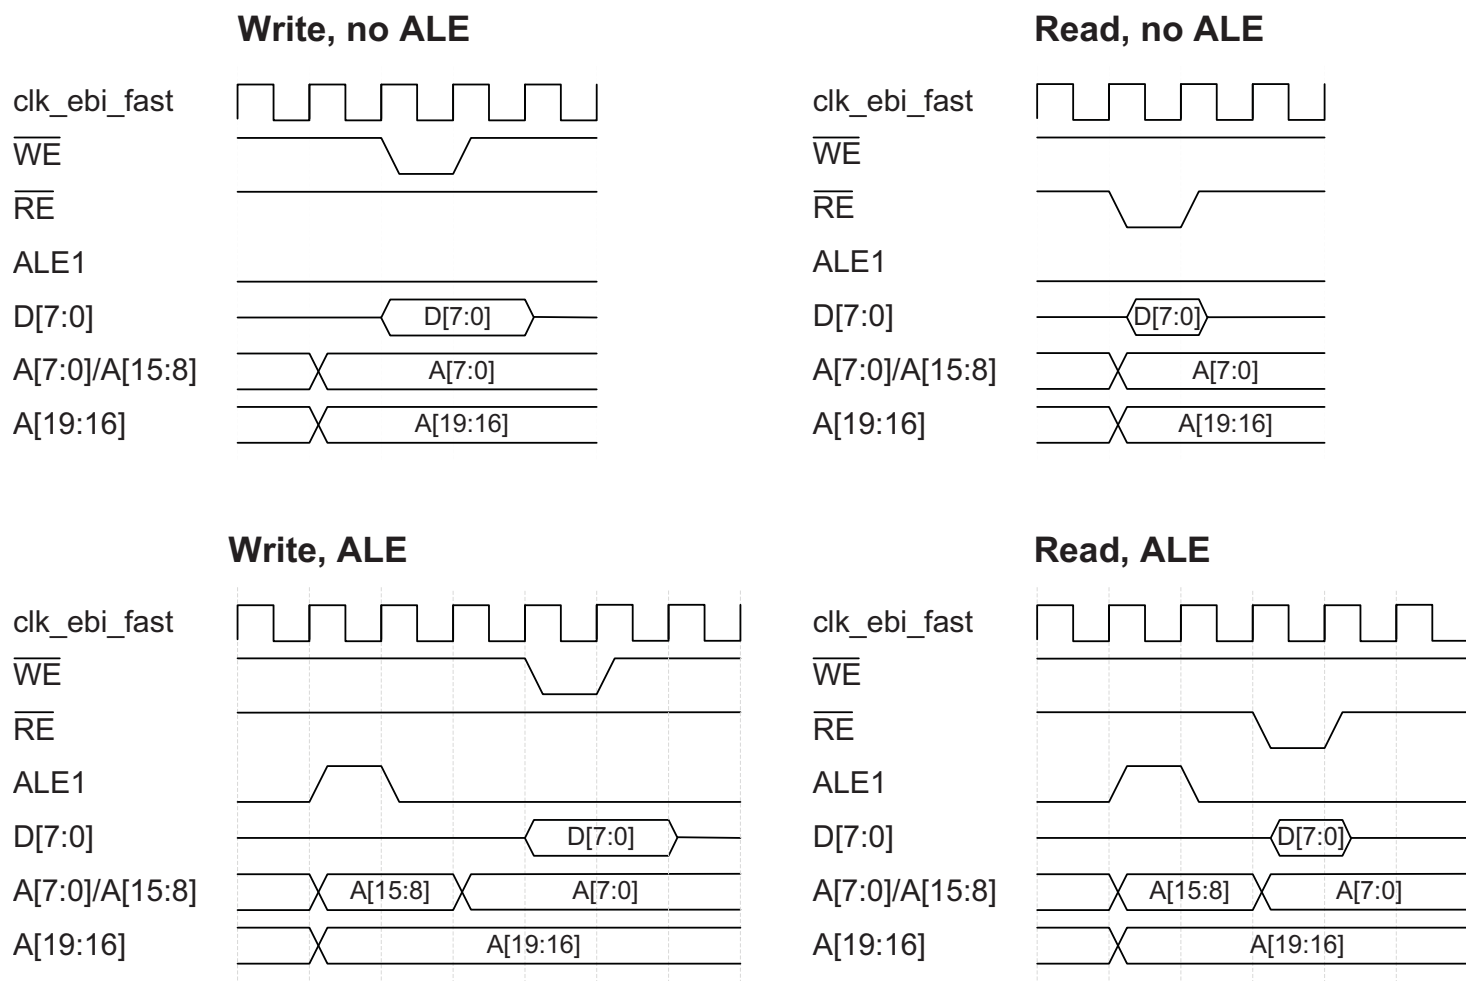 Write, no ALE
clk_ebi_fast
WE
RE
ALE1
D[7:0] D[7:0]
A[7:0]/A[15:8] A[7:0]
A[19:16] A[19:16]
Read, no ALE
clk_ebi_fast
WE
RE
ALE1
D[7:0] D[7:0]
A[7:0]/A[15:8] A[7:0]
A[19:16] A[19:16]
Write, ALE
clk_ebi_fast
WE
RE
ALE1
D[7:0] D[7:0]
A[7:0]/A[15:8] A[15:8] A[7:0]
A[19:16] A[19:16]
Read, ALE
clk_ebi_fast
WE
RE
ALE1
D[7:0] D[7:0]
A[7:0]/A[15:8] A[15:8] A[7:0]
A[19:16] A[19:16]